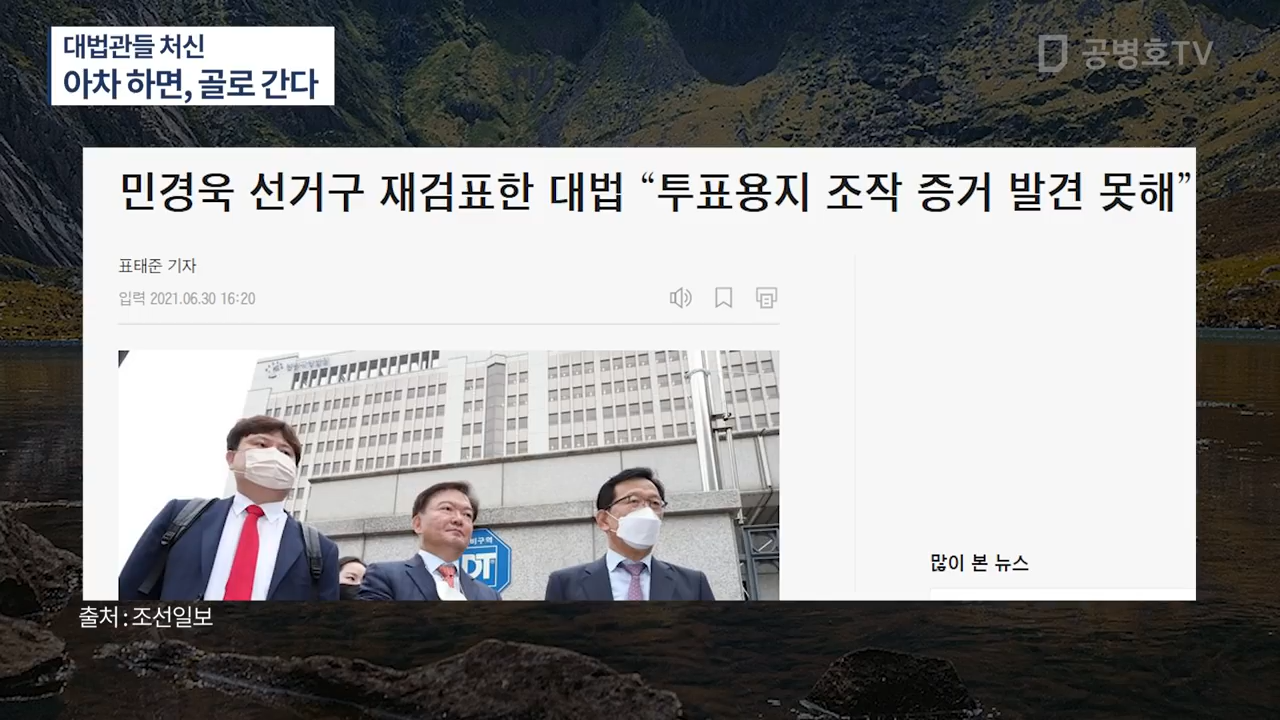 대법관들 처신
아차 하면, 골로 간다
공병호TV
민경욱 선거구 재검표한 대법 “투표용지 조작 증거 발견 못해”
표태준 기자
입력 2021.06.30 16:20
비구역
DT
많이 본 뉴스
출처 : 조선일보